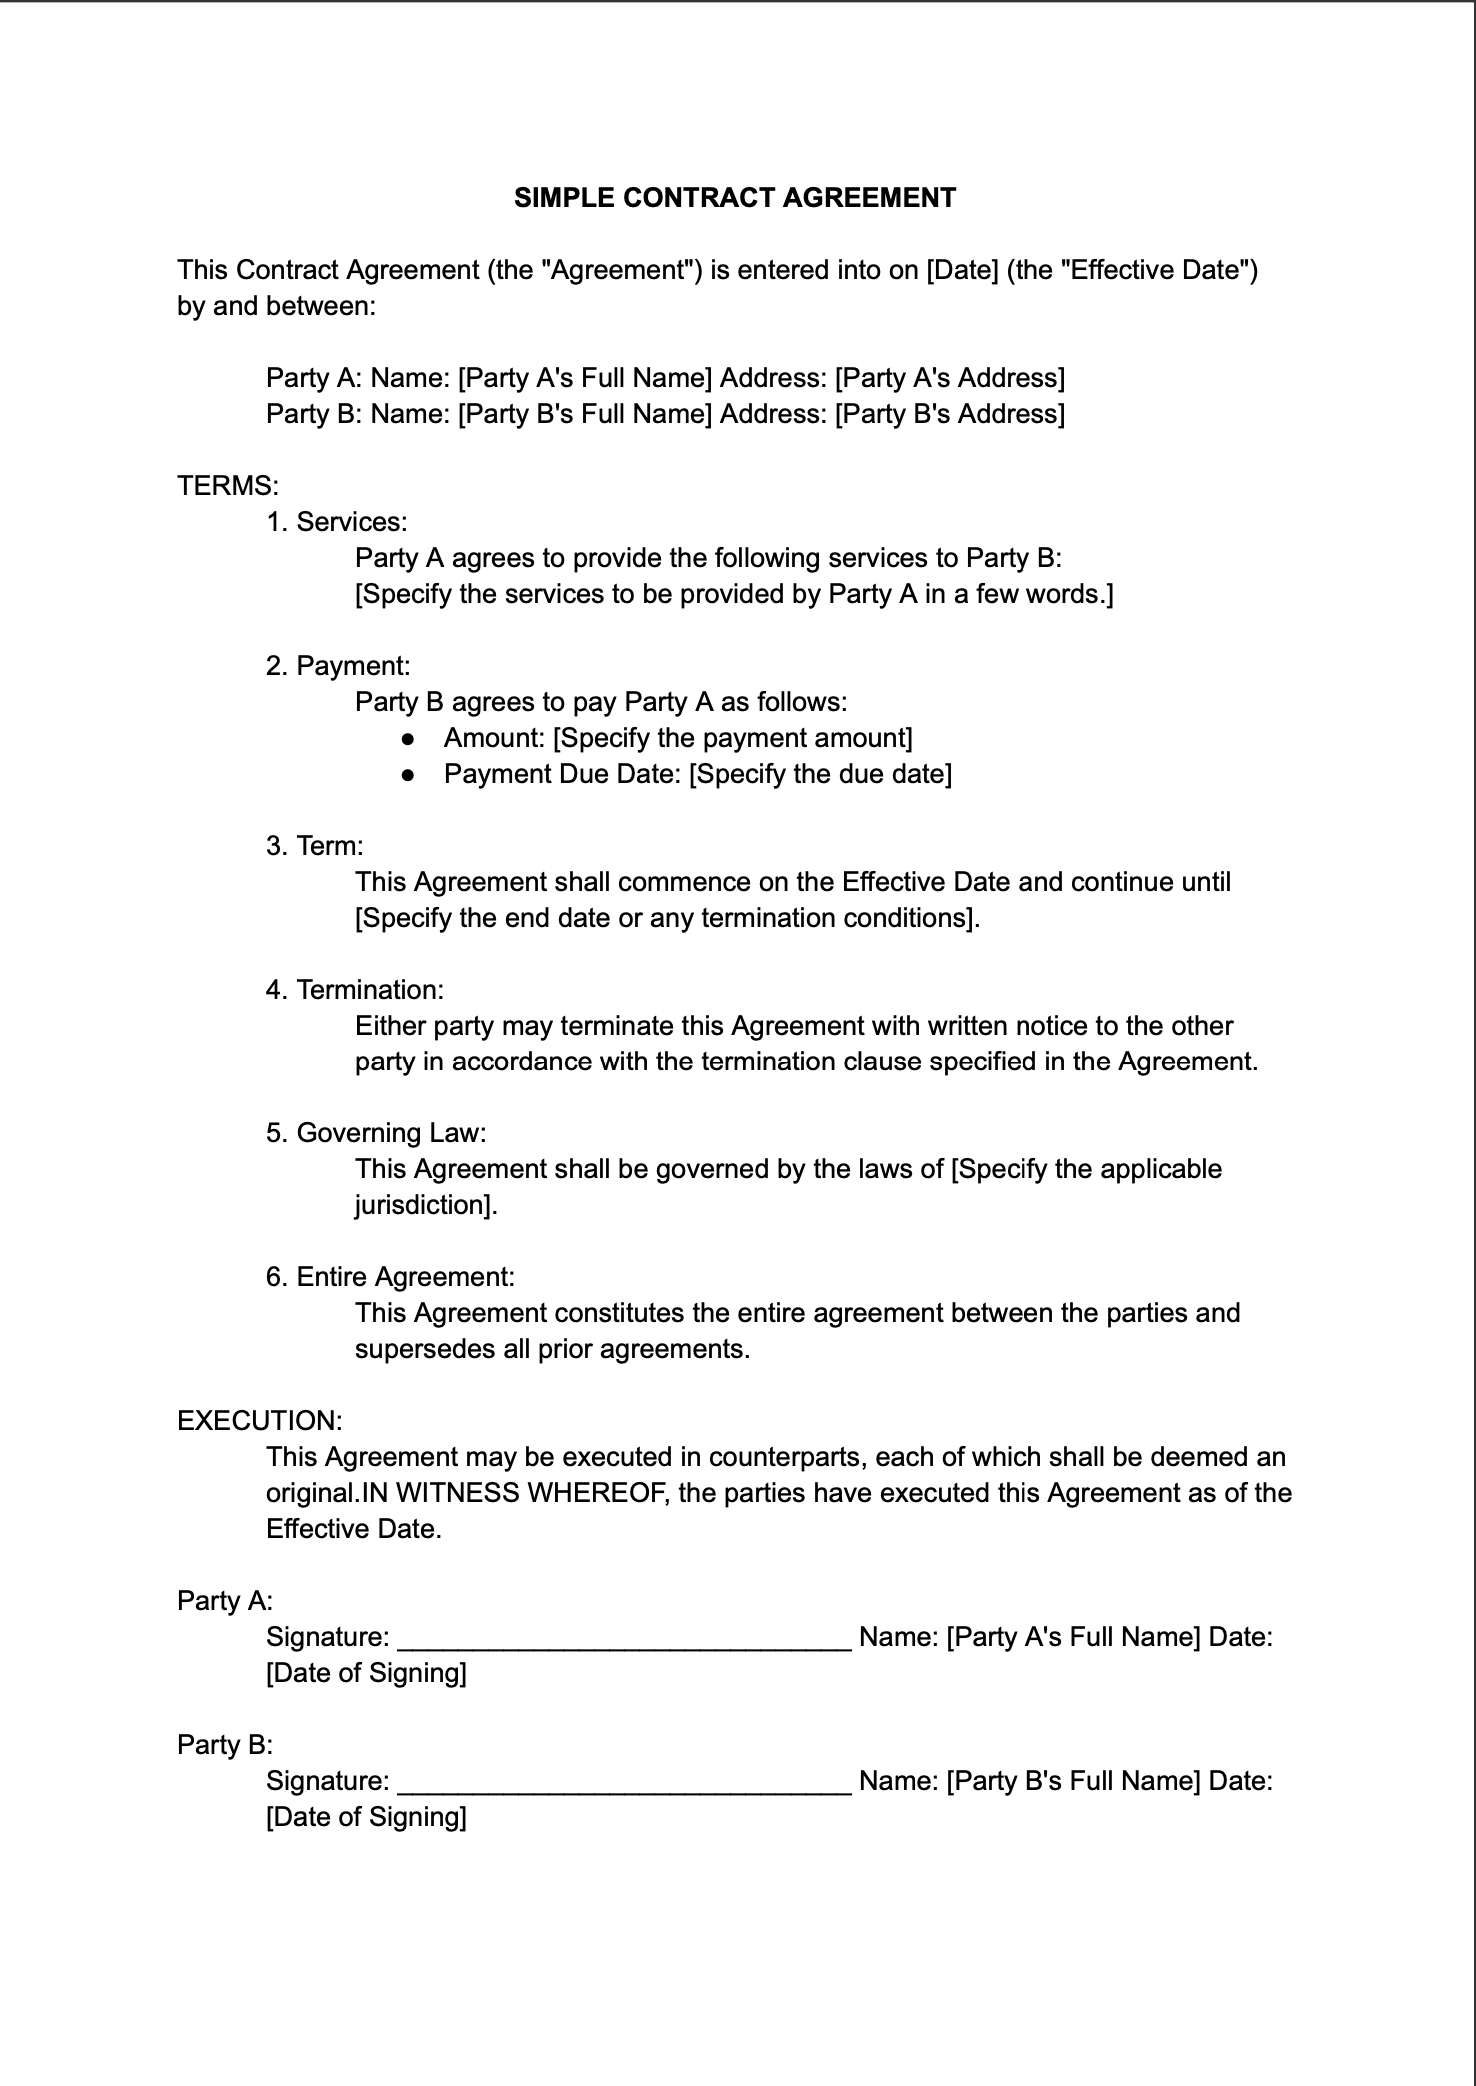 SIMPLE CONTRACT AGREEMENT
This Contract Agreement (the "Agreement") is entered into on [Date] (the "Effective Date")
by and between:
Party A: Name: [Party A's Full Name] Address: [Party A's Address]
Party B: Name: [Party B's Full Name] Address: [Party B's Address]
TERMS:
1. Services:
Party A agrees to provide the following services to Party B:
[Specify the services to be provided by Party A in a few words.]
2. Payment:
Party B agrees to pay Party A as follows:
● Amount: [Specify the payment amount]
● Payment Due Date: [Specify the due date]
3. Term:
This Agreement shall commence on the Effective Date and continue until
[Specify the end date or any termination conditions].
4. Termination:
Either party may terminate this Agreement with written notice to the other
party in accordance with the termination clause specified in the Agreement.
5. Governing Law:
This Agreement shall be governed by the laws of [Specify the applicable
jurisdiction].
6. Entire Agreement:
This Agreement constitutes the entire agreement between the parties and
supersedes all prior agreements.
EXECUTION:
This Agreement may be executed in counterparts, each of which shall be deemed an
original.IN WITNESS WHEREOF, the parties have executed this Agreement as of the
Effective Date.
Party A:
Signature: ______________________________ Name: [Party A's Full Name] Date:
[Date of Signing]
Party B:
Signature: ______________________________ Name: [Party B's Full Name] Date:
[Date of Signing]